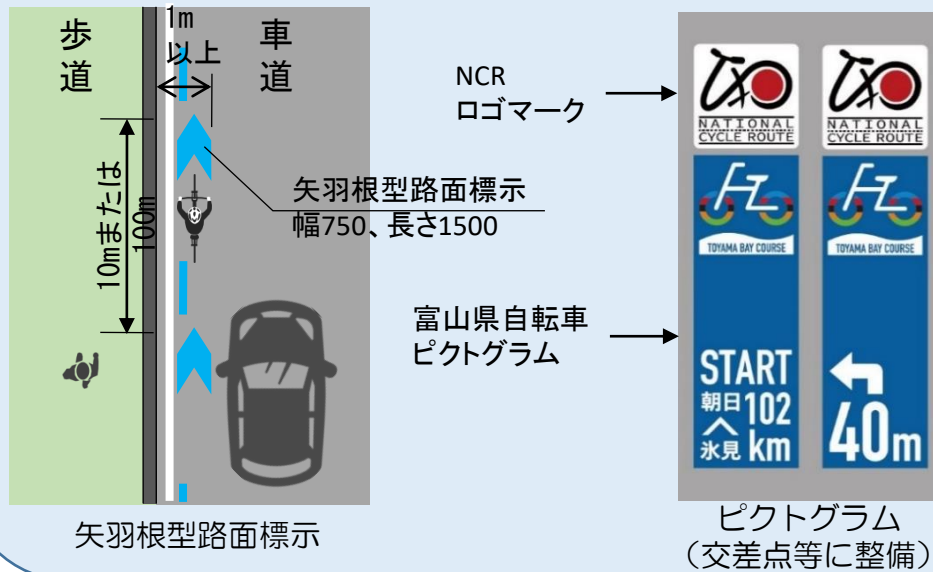 歩道
1m
以上
車道
10mまたは
100m
矢羽根型路面標示
幅750、長さ1500
矢羽根型路面標示
NCR
ロゴマーク
富山県自転車
ピクトグラム
NATIONAL
CYCLE ROUTE
TOYAMA BAY COURSE
START
朝日
へ
氷見
102
km
NATIONAL
CYCLE ROUTE
TOYAMA BAY COURSE
40m
ピクトグラム
(交差点等に整備)